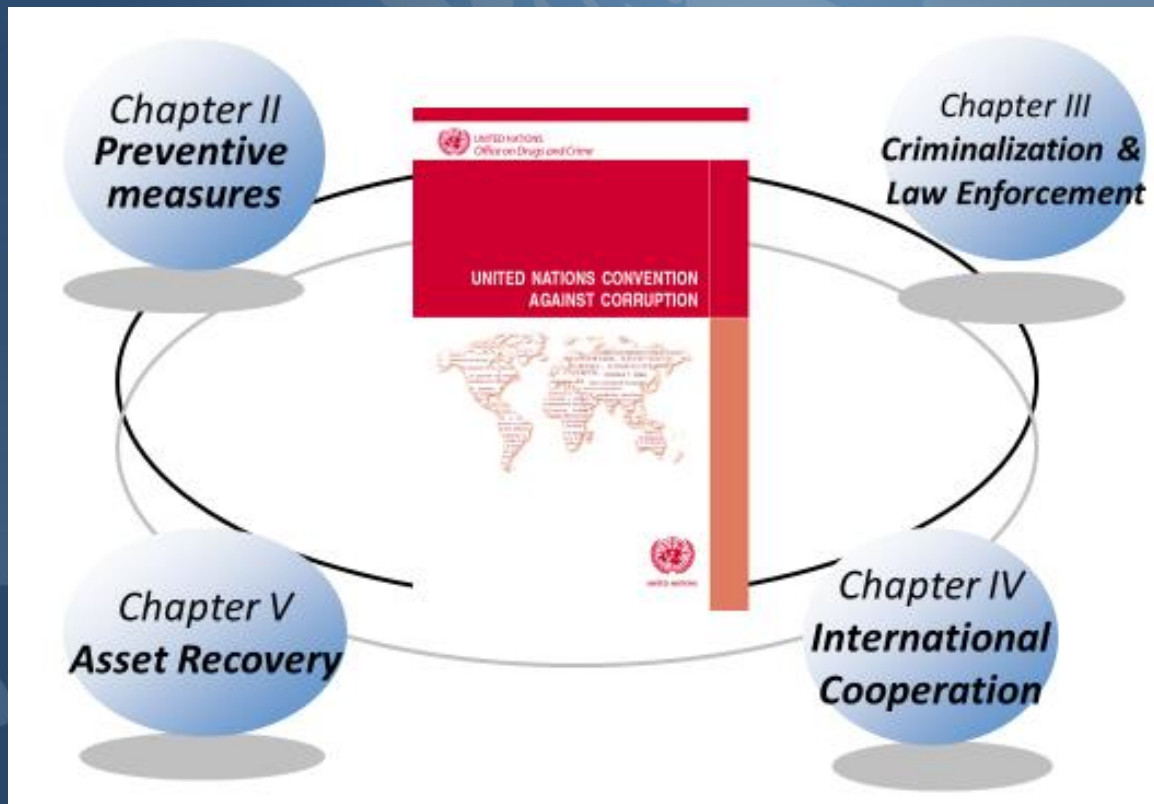 Chapter II
Preventive
measures
UNITED NATIONS
Office on Drugs and Crime
UNITED NATIONS CONVENTION
AGAINST CORRUPTION
UNITED NATIONS
Chapter III
Criminalization &
Law Enforcement
Chapter V
Asset Recovery
Chapter IV
International
Cooperation